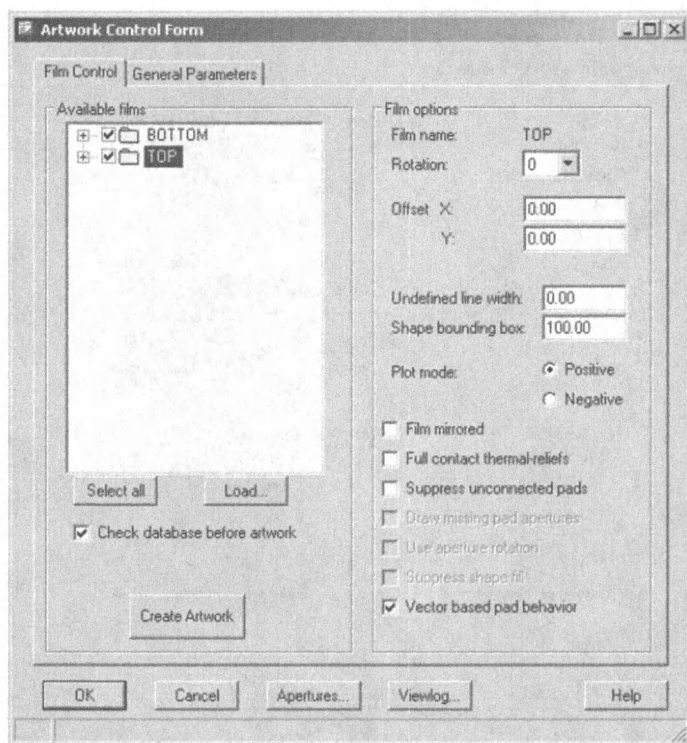 Artwork Control Form
Film Control
General Parameters
Available films
BOTTOM
TOP
Select all
Load...
Check database before artwork
Create Artwork
Film options
Film name: TOP
Rotation: 0
Offset X: 0.00
Y: 0.00
Undefined line width: 0.00
Shape bounding box: 100.00
Plot mode: Positive
Negative
Film mirrored
Full contact thermal-reliefs
Suppress unconnected pads
Draw missing pad apertures
Use aperture rotation
Suppress shape fill
Vector based pad behavior
OK
Cancel
Apertures...
Viewlog...
Help